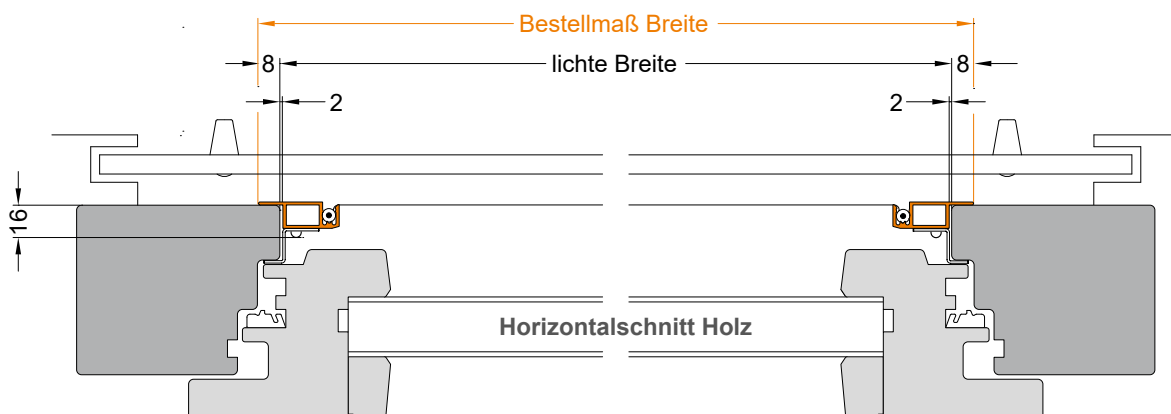 Bestellmaß Breite
8 lichte Breite 8
2 2
16
Horizontalschnitt Holz